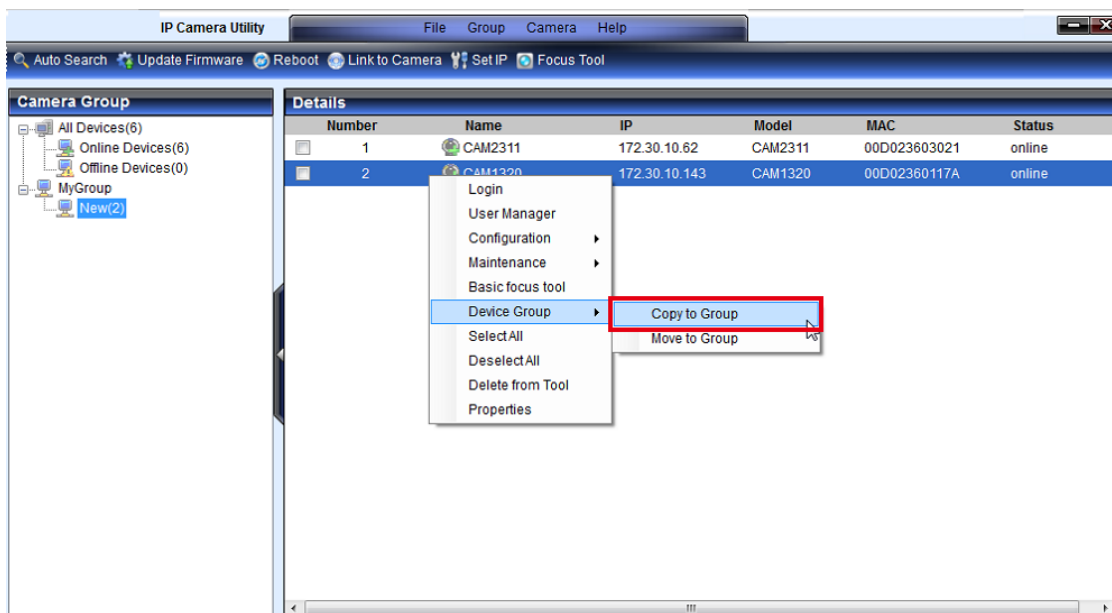 IP Camera Utility File Group Camera Help
Auto Search Update Firmware Reboot Link to Camera Set IP Focus Tool
Camera Group
All Devices(6)
Online Devices(6)
Offline Devices(0)
MyGroup
New(2)
Details
Number Name IP Model MAC Status
1 CAM2311 172.30.10.62 CAM2311 00D023603021 online
2 CAM1320 172.30.10.143 CAM1320 00D02360117A online
Login
User Manager
Configuration
Maintenance
Basic focus tool
Device Group
Select All
Deselect All
Delete from Tool
Properties
Copy to Group
Move to Group